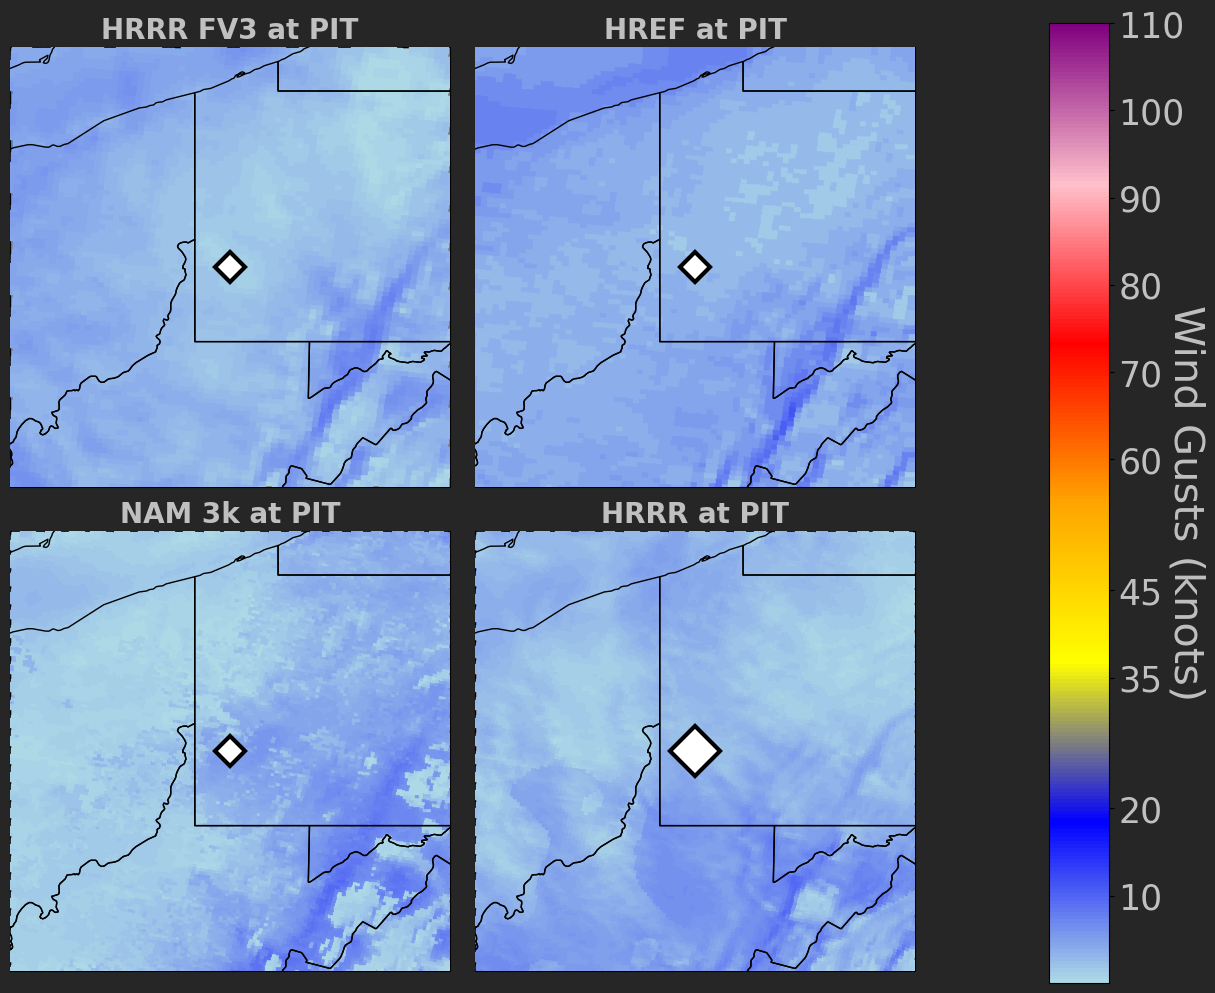 HRRR FV3 at PIT
HREF at PIT
NAM 3k at PIT
HRRR at PIT
110
100
90
80
70
60
45
35
20
10
Wind Gusts (knots)